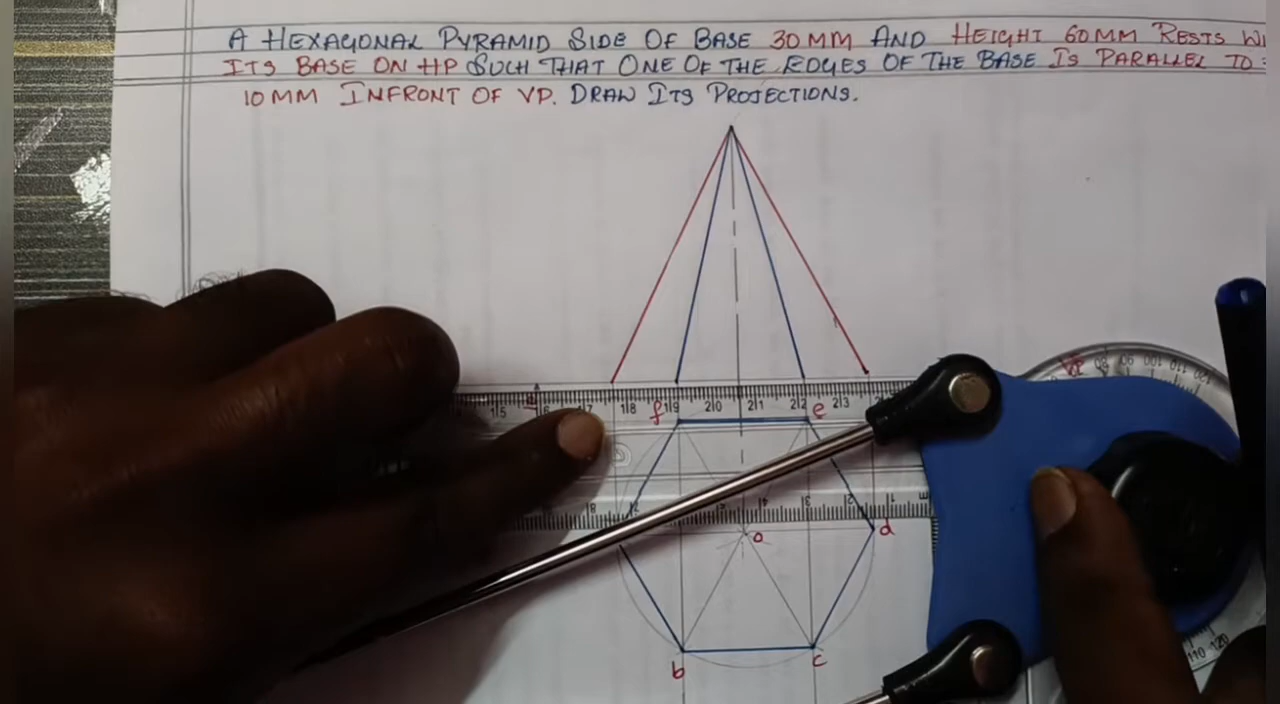 A HEXAGONAL PYRAMID SIDE OF BASE 30 MM AND HEIGHT 60 MM RESTS
ITS BASE ON HP SUCH THAT ONE OF THE EDGES OF THE BASE IS PARALLEL TO
10 MM INFRONT OF VP. DRAW ITS PROJECTIONS.
f e
o d
b c